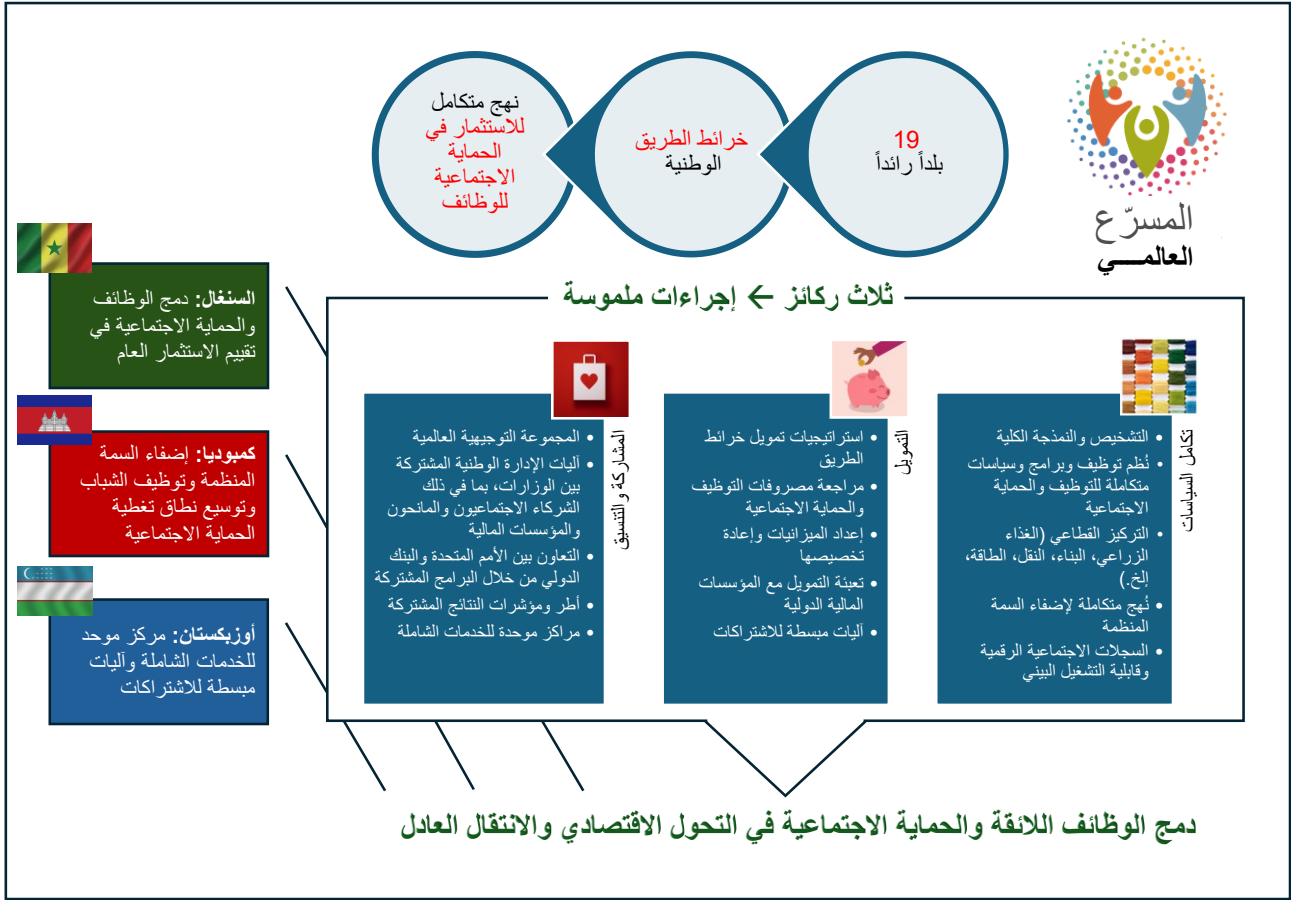 المسرّع
العالمـــــي
19
بلداً رائداً
خرائط الطريق
الوطنية
نهج متكامل
للاستثمار في
الحماية
الاجتماعية
للوظائف
ثلاث ركائز ← إجراءات ملموسة
تكامل السياسات
• التشخيص والنمذجة الكلية
• نُظم توظيف وبرامج وسياسات
متكاملة للتوظيف والحماية
الاجتماعية
• التركيز القطاعي (الغذاء
الزراعي، البناء، النقل، الطاقة،
إلخ.)
• نُهج متكاملة لإضفاء السمة
المنظمة
• السجلات الاجتماعية الرقمية
وقابلية التشغيل البيني
التمويل
• استراتيجيات تمويل خرائط
الطريق
• مراجعة مصروفات التوظيف
والحماية الاجتماعية
• إعداد الميزانيات وإعادة
تخصيصها
• تعبئة التمويل مع المؤسسات
المالية الدولية
• آليات مبسطة للاشتراكات
المشاركة والتنسيق
• المجموعة التوجيهية العالمية
• آليات الإدارة الوطنية المشتركة
بين الوزارات، بما في ذلك
الشركاء الاجتماعيون والمانحون
والمؤسسات المالية
• التعاون بين الأمم المتحدة والبنك
الدولي من خلال البرامج المشتركة
• أطر ومؤشرات النتائج المشتركة
• مراكز موحدة للخدمات الشاملة
السنغال: دمج الوظائف
والحماية الاجتماعية في
تقييم الاستثمار العام
كمبوديا: إضفاء السمة
المنظمة وتوظيف الشباب
وتوسيع نطاق تغطية
الحماية الاجتماعية
أوزبكستان: مركز موحد
للخدمات الشاملة وآليات
مبسطة للاشتراكات
دمج الوظائف اللائقة والحماية الاجتماعية في التحول الاقتصادي والانتقال العادل